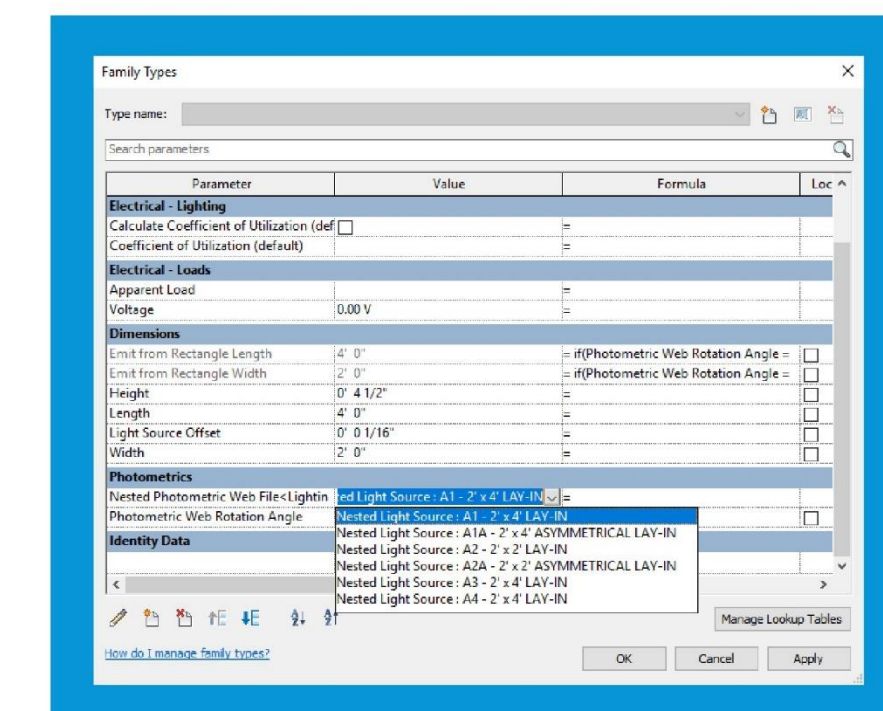 Family Types
Type name:
Search parameters
Parameter Value Formula Loc
Electrical - Lighting
Calculate Coefficient of Utilization (def =
Coefficient of Utilization (default) =
Electrical - Loads
Apparent Load =
Voltage 0.00 V =
Dimensions
Emit from Rectangle Length 4' 0" = if(Photometric Web Rotation Angle =
Emit from Rectangle Width 2' 0" = if(Photometric Web Rotation Angle =
Height 0' 4 1/2" =
Length 4' 0" =
Light Source Offset 0' 0 1/16" =
Width 2' 0" =
Photometrics
Nested Photometric Web File<Lightin ted Light Source : A1 - 2' x 4' LAY-IN =
Photometric Web Rotation Angle Nested Light Source : A1 - 2' x 4' LAY-IN
Nested Light Source : A1A - 2' x 4' ASYMMETRICAL LAY-IN
Identity Data Nested Light Source : A2 - 2' x 2' LAY-IN
Nested Light Source : A2A - 2' x 2' ASYMMETRICAL LAY-IN
Nested Light Source : A3 - 2' x 4' LAY-IN
Nested Light Source : A4 - 2' x 4' LAY-IN
Manage Lookup Tables
How do I manage family types? OK Cancel Apply